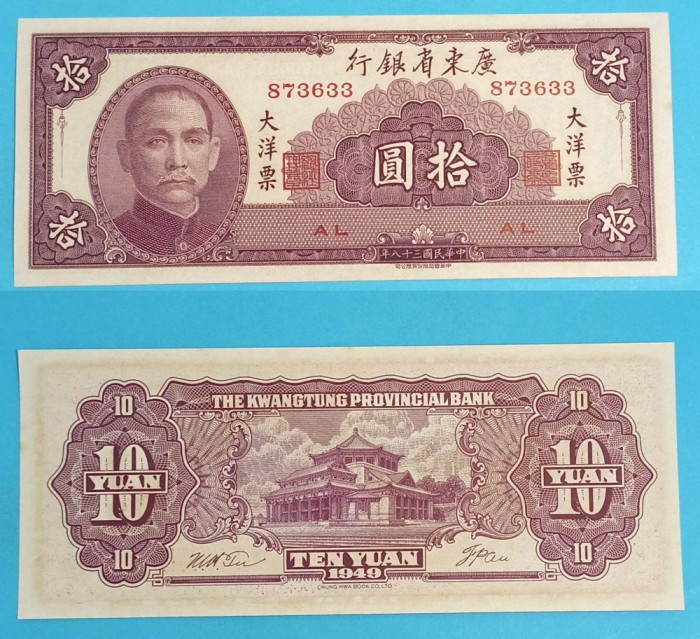 拾
拾
行銀省東廣
873633
873633
大洋票
大洋票
圓拾
AL
AL
拾
拾
年八十三國民華中
THE KWANGTUNG PROVINCIAL BANK
10
10
10
YUAN
10
YUAN
10
10
TEN YUAN
1949
CHUNG HWA BOOK CO., LTD.